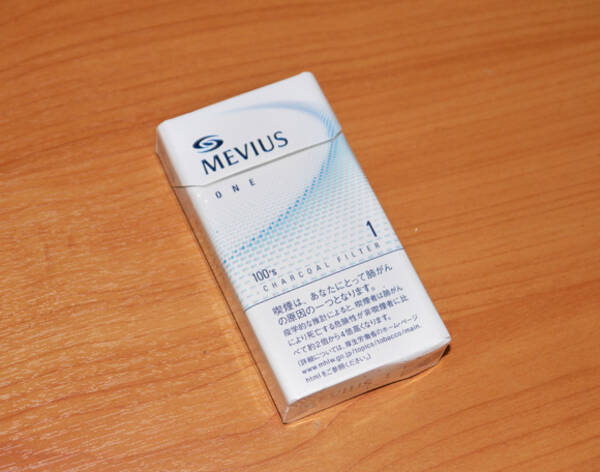 MEVIUS
ONE
1
100's
CHARCOAL FILTER
喫煙は、あなたにとって肺がん
の原因の一つとなります。
疫学的な推計によると、喫煙者は肺がん
により死亡する危険性が非喫煙者に比
べて約2倍から4倍高くなります。
(詳細については、厚生労働省のホームページ
www.mhlw.go.jp/topics/tobacco/main.
htmlをご参照ください。)
MEVIUS